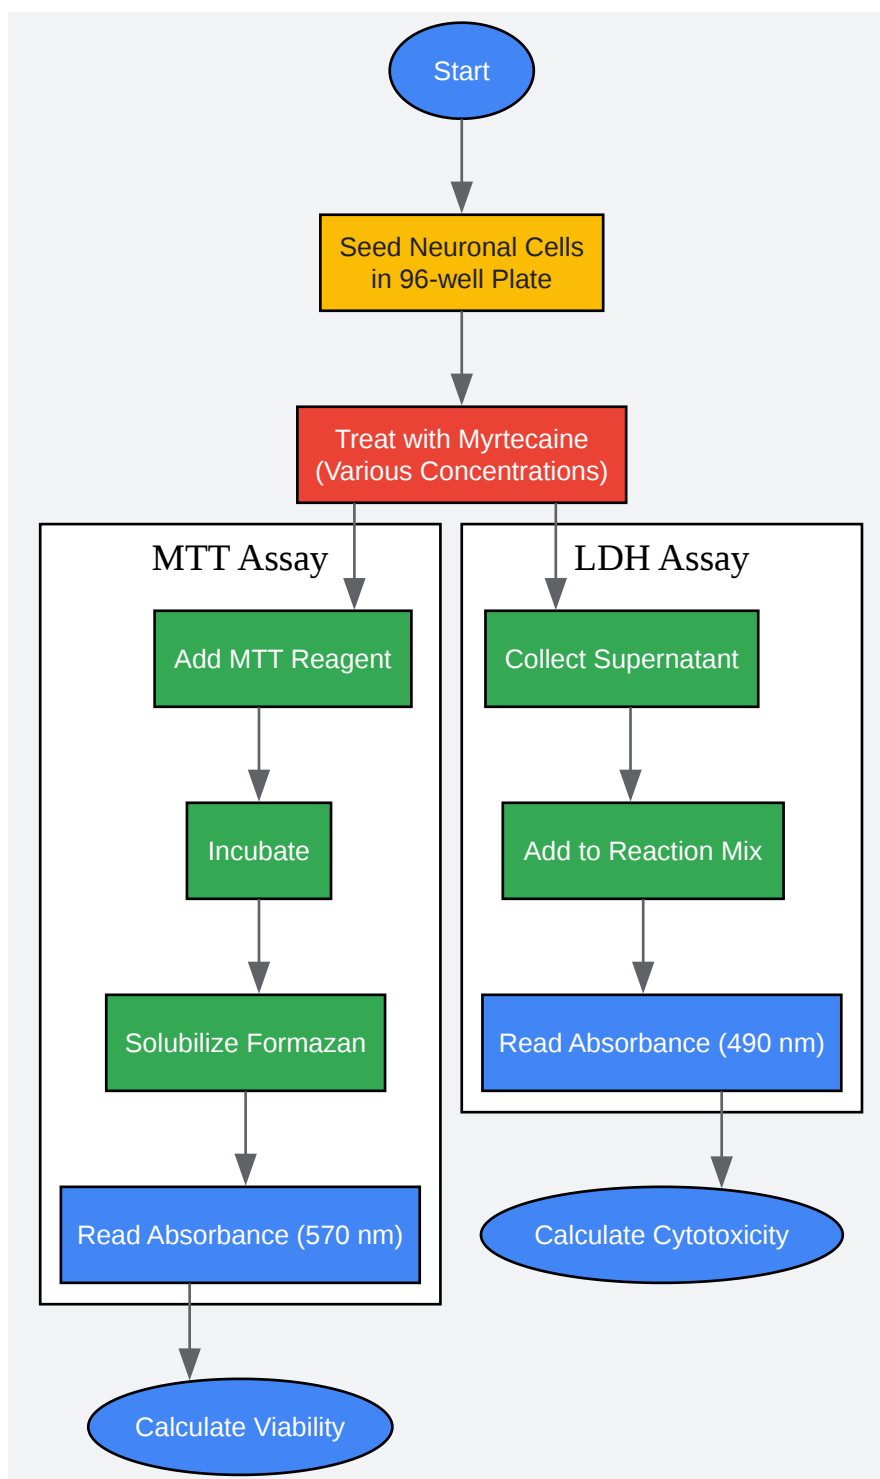 Start
Seed Neuronal Cells
in 96-well Plate
Treat with Myrtecaine
(Various Concentrations)
MTT Assay
Add MTT Reagent
Incubate
Solubilize Formazan
Read Absorbance (570 nm)
Calculate Viability
LDH Assay
Collect Supernatant
Add to Reaction Mix
Read Absorbance (490 nm)
Calculate Cytotoxicity